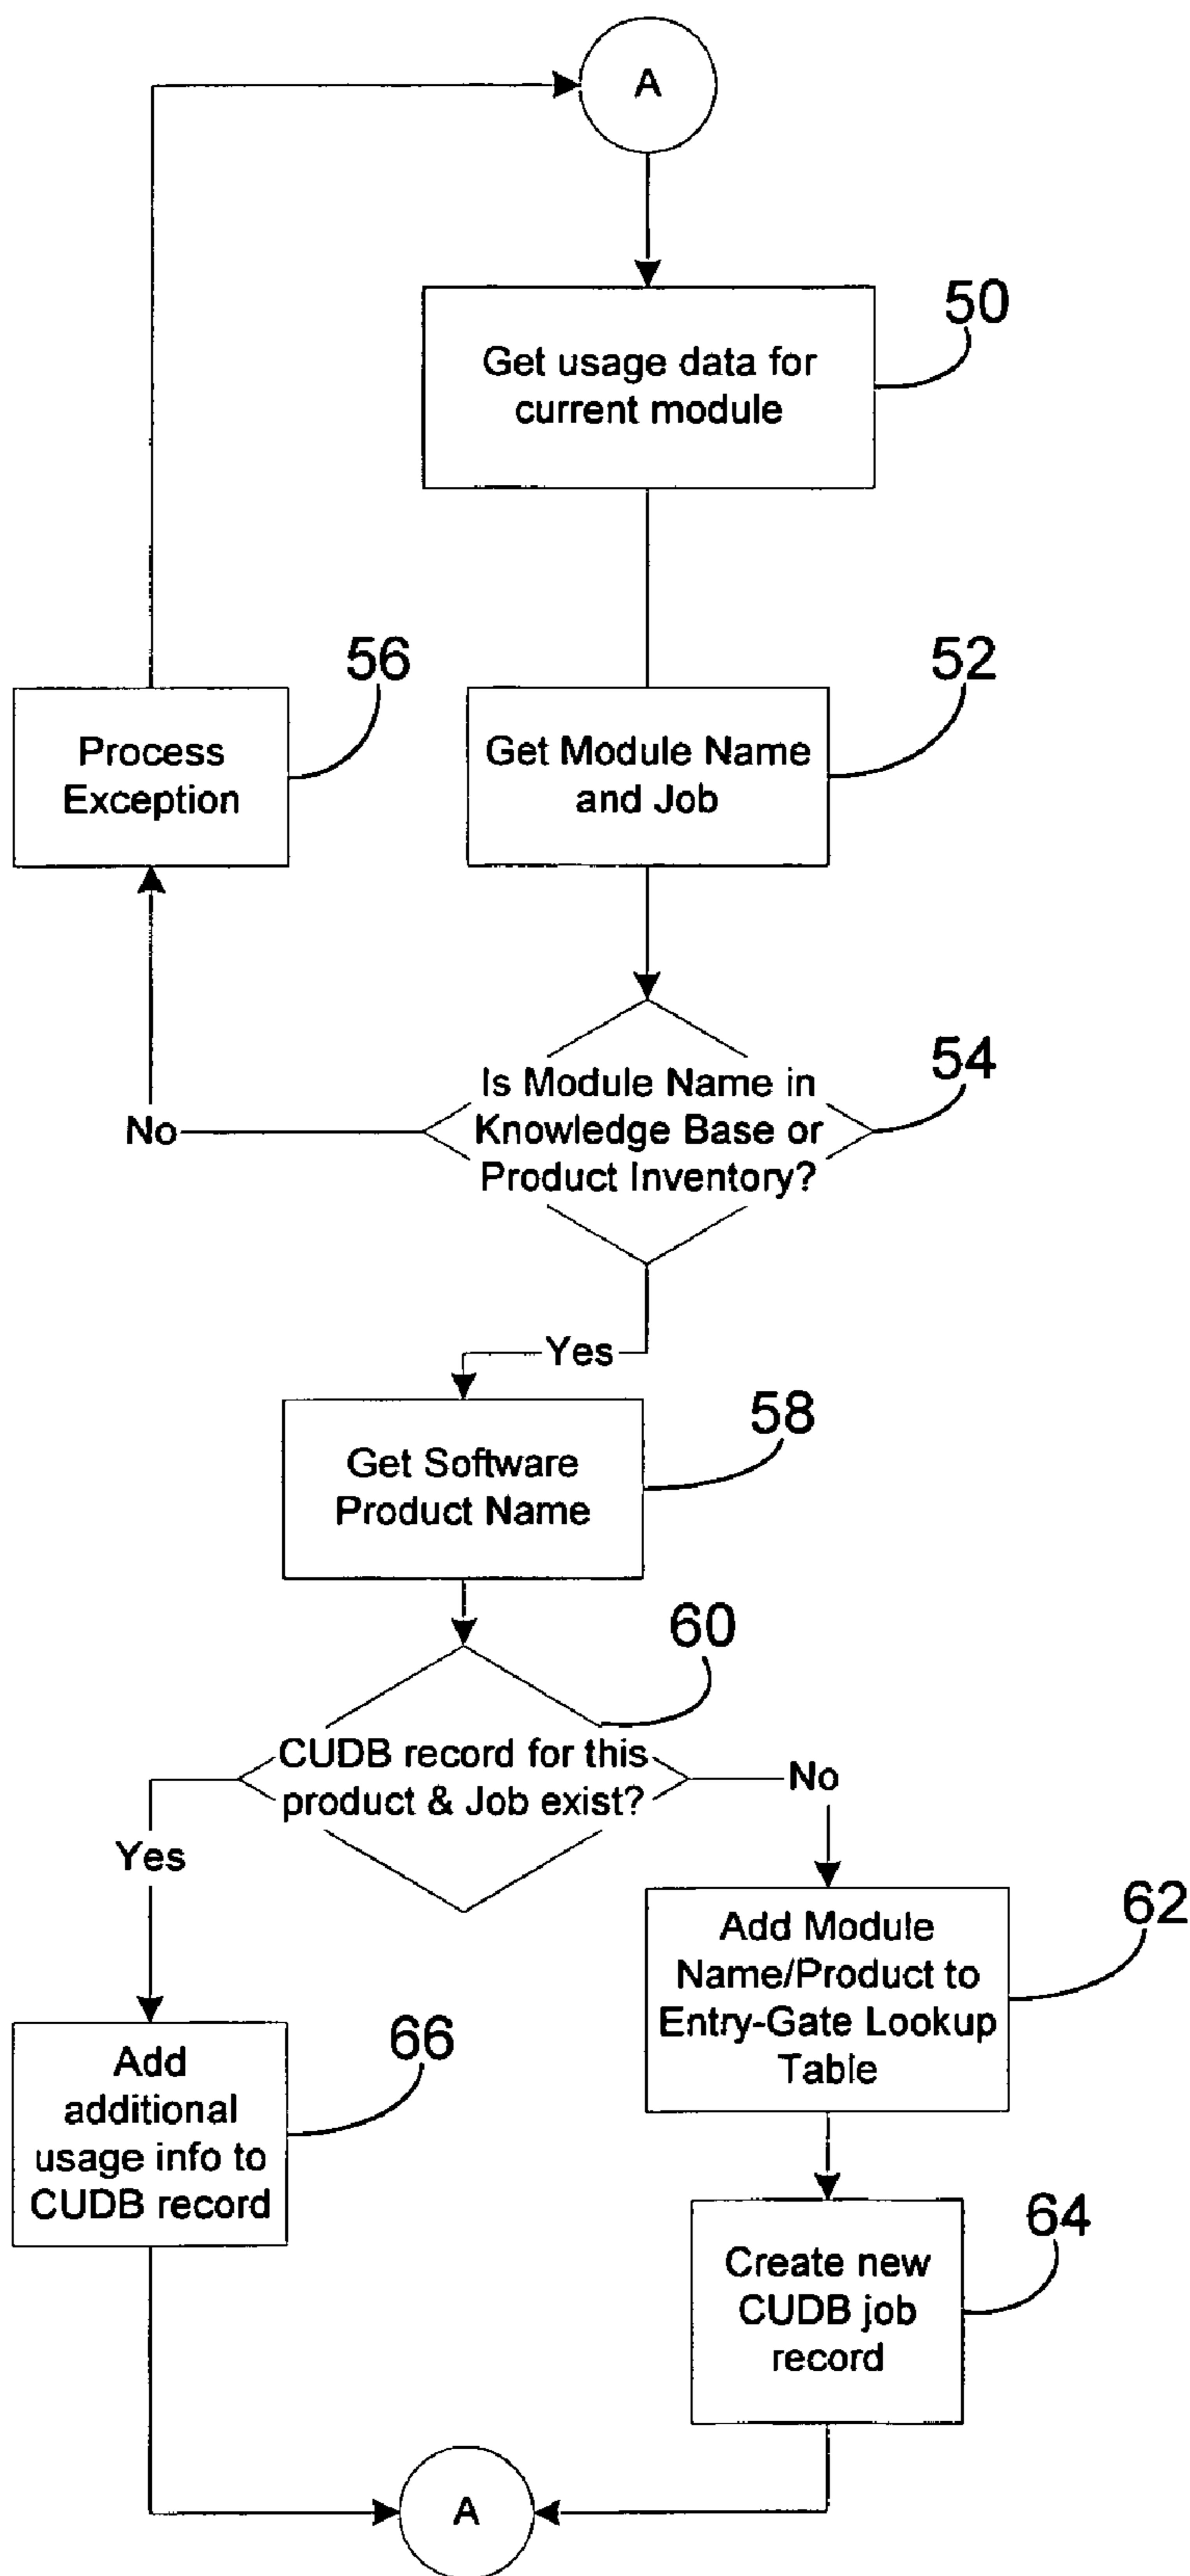 A
50
Get usage data for
current module
56
52
Process
Exception
Get Module Name
and Job
54
Is Module Name in
Knowledge Base or
Product Inventory?
No
Yes
58
Get Software
Product Name
60
CUDB record for this
product & Job exist?
No
Yes
62
Add Module
Name/Product to
Entry-Gate Lookup
Table
66
Add
additional
usage info to
CUDB record
64
Create new
CUDB job
record
A